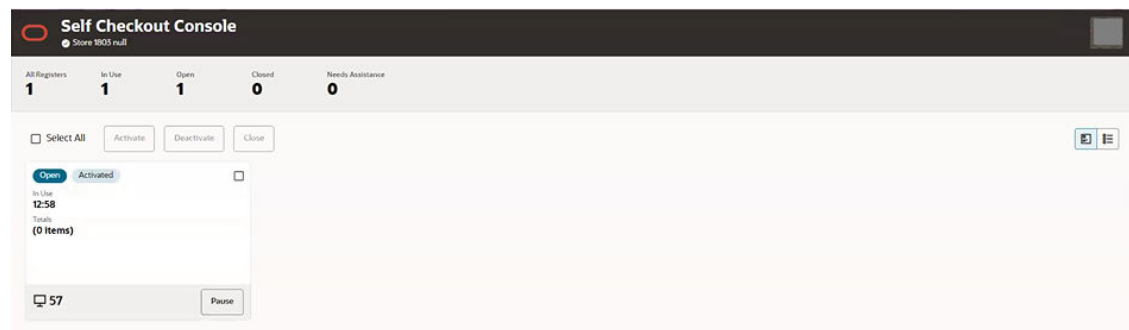 Self Checkout Console
Store 1803 null
All Registers In Use Open Closed Needs Assistance
1 1 1 0 0
Select All Activate Deactivate Close
Open Activated
In Use
12:58
Totals
(0 items)
57 Pause